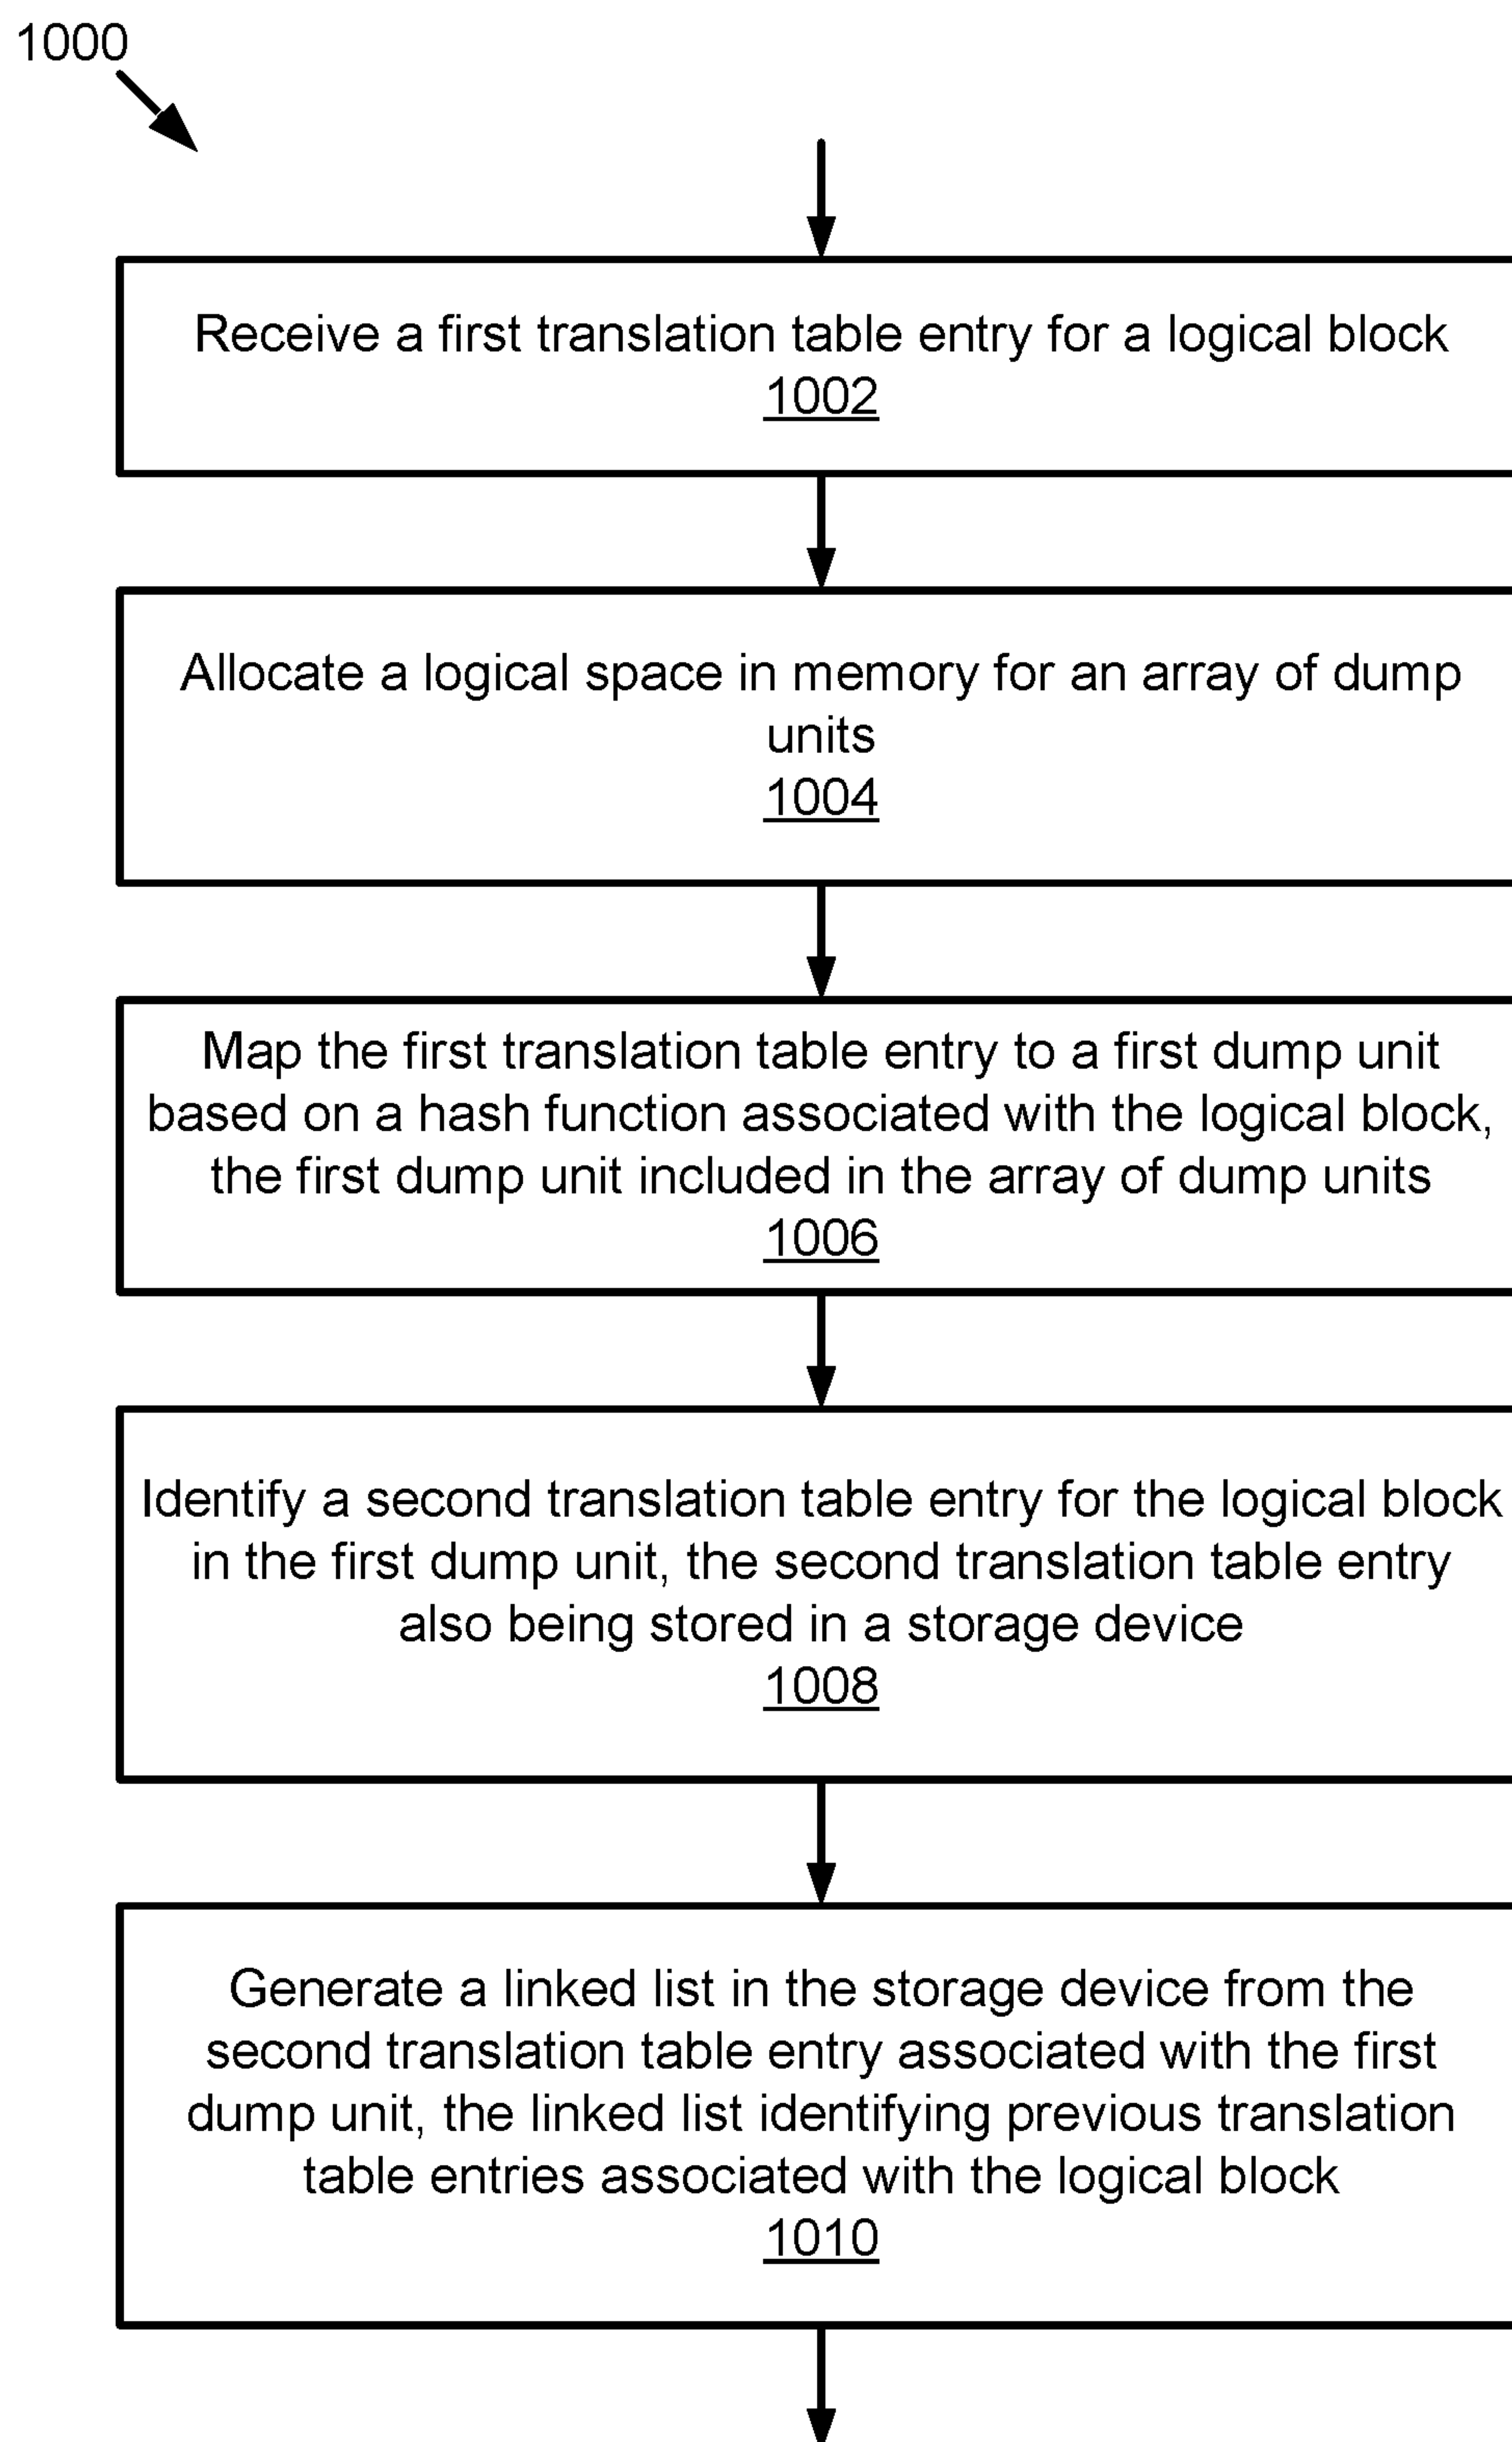 1000
Receive a first translation table entry for a logical block
1002
Allocate a logical space in memory for an array of dump
units
1004
Map the first translation table entry to a first dump unit
based on a hash function associated with the logical block,
the first dump unit included in the array of dump units
1006
Identify a second translation table entry for the logical block
in the first dump unit, the second translation table entry
also being stored in a storage device
1008
Generate a linked list in the storage device from the
second translation table entry associated with the first
dump unit, the linked list identifying previous translation
table entries associated with the logical block
1010